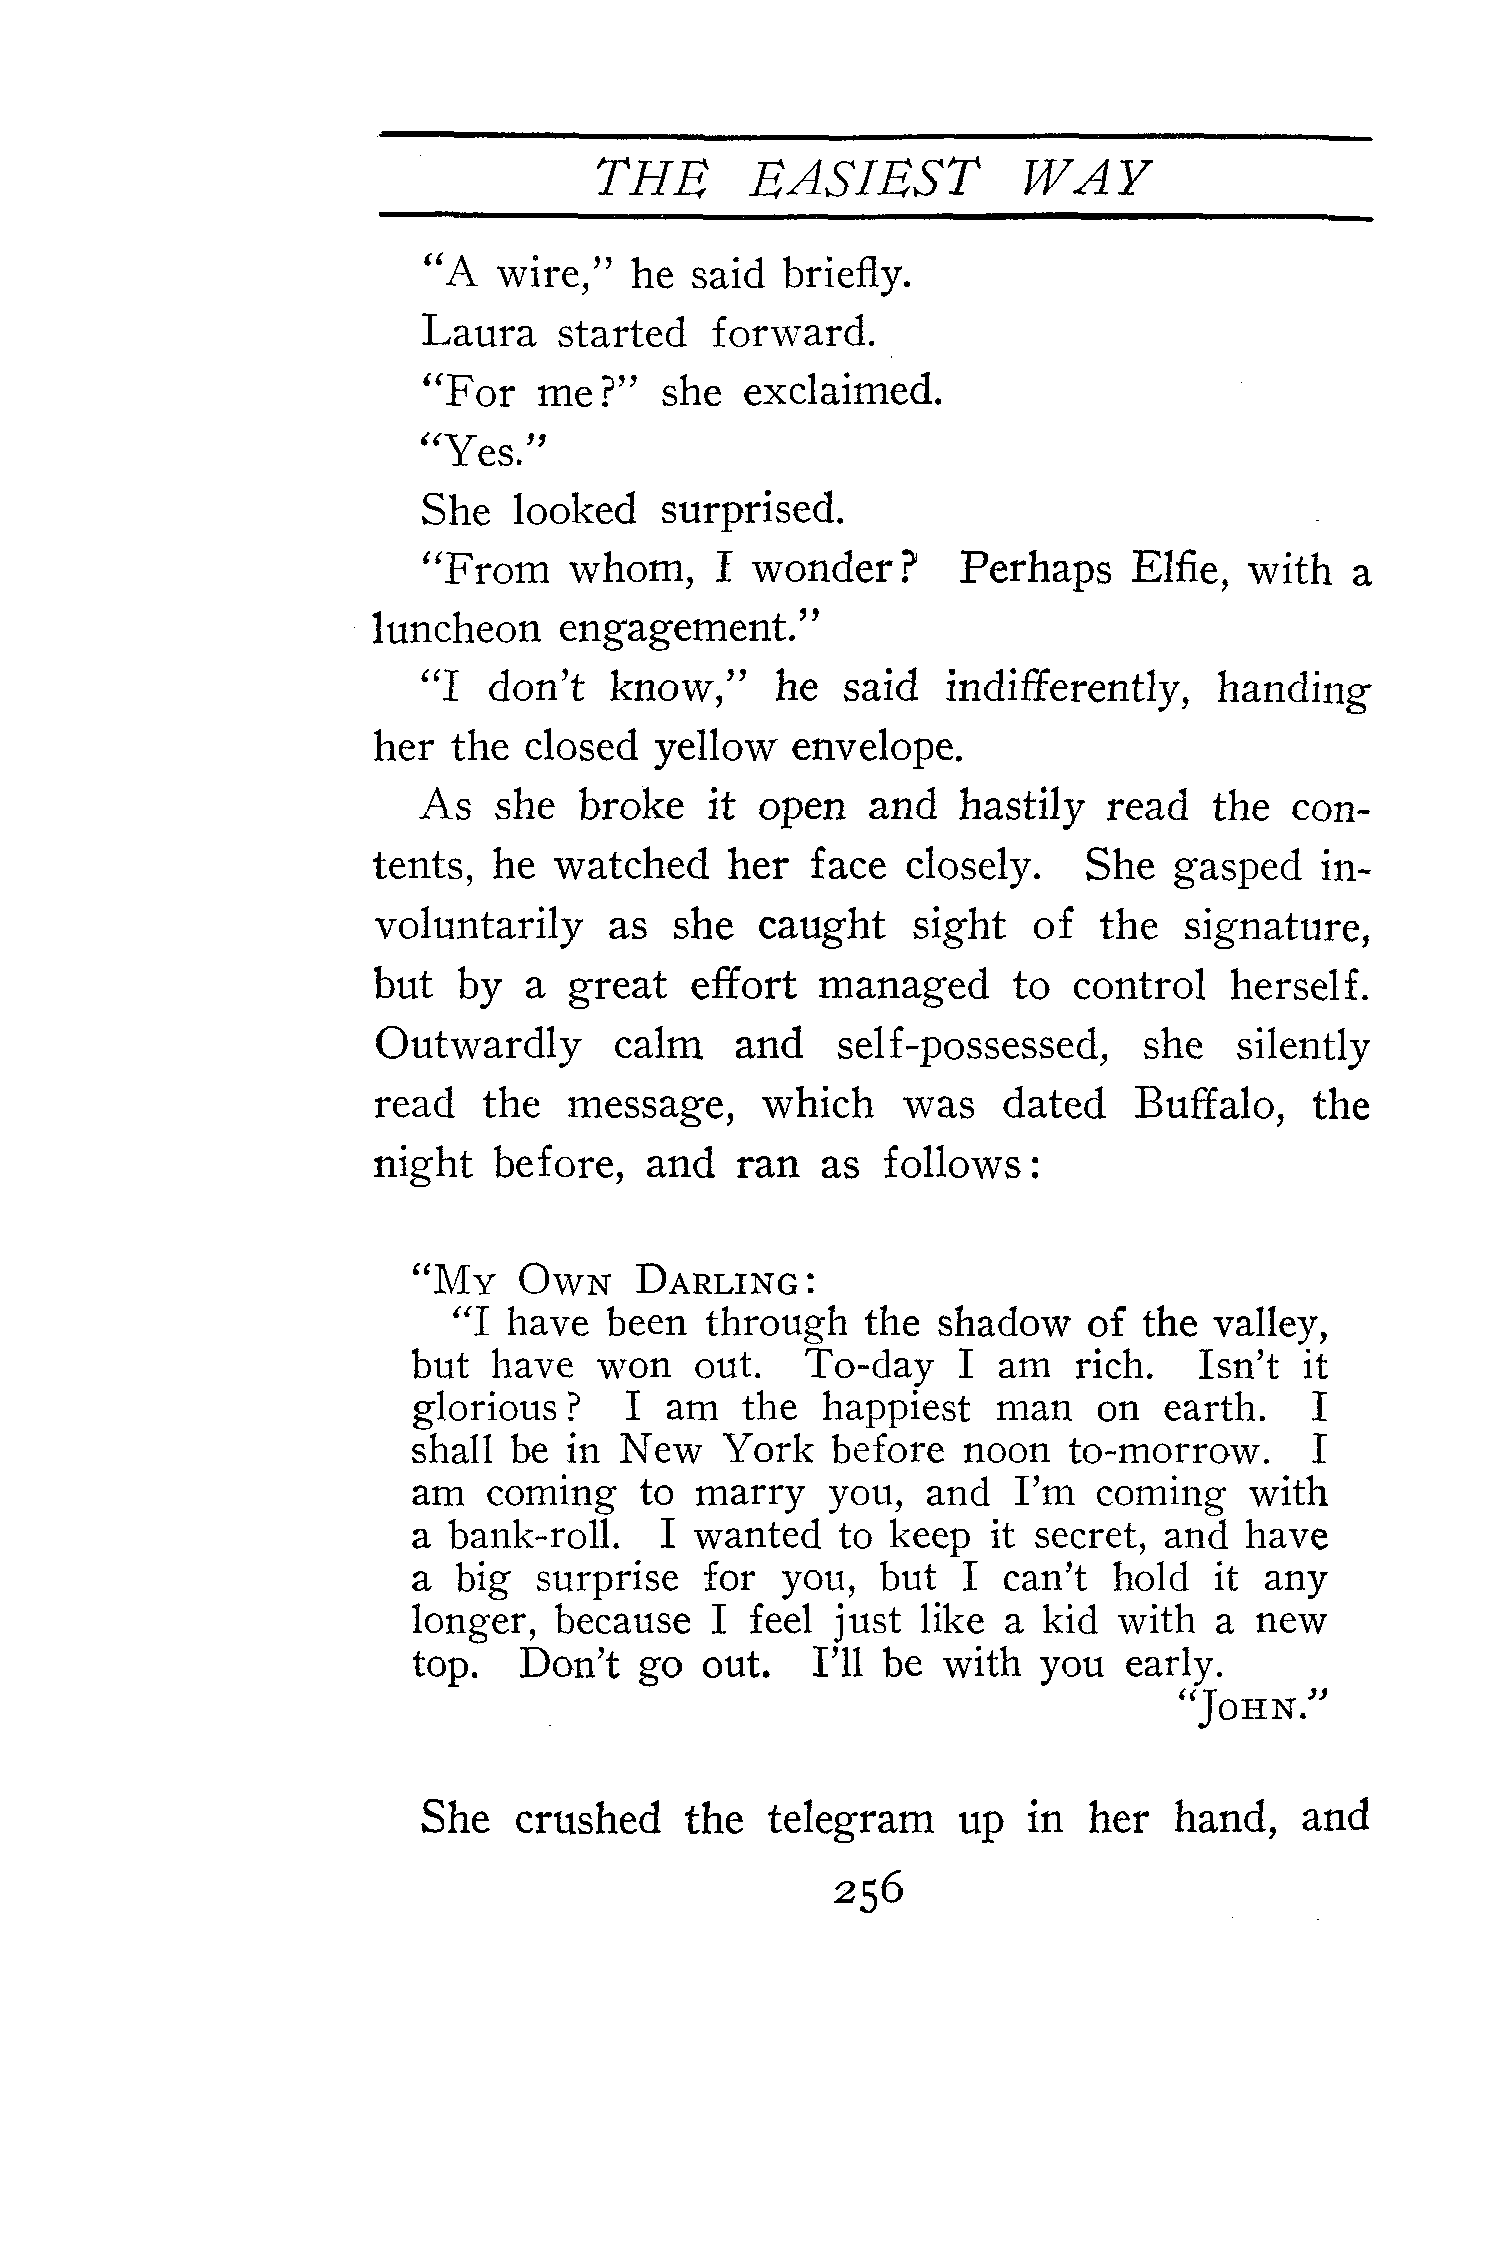 THE EASIEST WAY
“A wire,” he said briefly.
Laura started forward.
“For me?” she exclaimed.
“Yes.”
She looked surprised.
“From whom, I wonder? Perhaps Elfie, with a
luncheon engagement.”
“I don’t know,” he said indifferently, handing
her the closed yellow envelope.
As she broke it open and hastily read the con-
tents, he watched her face closely. She gasped in-
voluntarily as she caught sight of the signature,
but by a great effort managed to control herself.
Outwardly calm and self-possessed, she silently
read the message, which was dated Buffalo, the
night before, and ran as follows:
“MY OWN DARLING:
“I have been through the shadow of the valley,
but have won out. To-day I am rich. Isn’t it
glorious? I am the happiest man on earth. I
shall be in New York before noon to-morrow. I
am coming to marry you, and I’m coming with
a bank-roll. I wanted to keep it secret, and have
a big surprise for you, but I can’t hold it any
longer, because I feel just like a kid with a new
top. Don’t go out. I’ll be with you early.
“JOHN.”
She crushed the telegram up in her hand, and
256